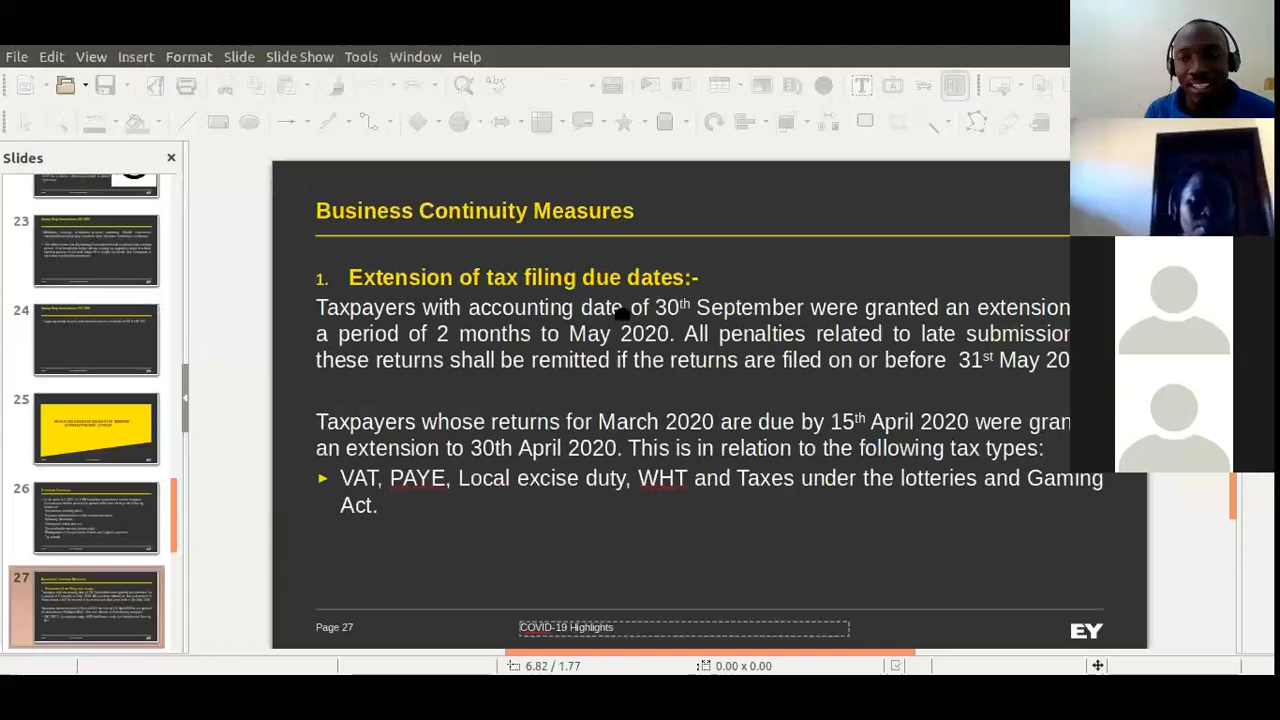 File Edit View Insert Format Slide Slide Show Tools Window Help
Slides
23
24
25
26
27
Business Continuity Measures
1. Extension of tax filing due dates:-
Taxpayers with accounting date of 30th September were granted an extension
a period of 2 months to May 2020. All penalties related to late submission
these returns shall be remitted if the returns are filed on or before 31st May 20
Taxpayers whose returns for March 2020 are due by 15th April 2020 were gran
an extension to 30th April 2020. This is in relation to the following tax types:
► VAT, PAYE, Local excise duty, WHT and Taxes under the lotteries and Gaming
Act.
Page 27
COVID-19 Highlights
EY
6.82 / 1.77
0.00 x 0.00